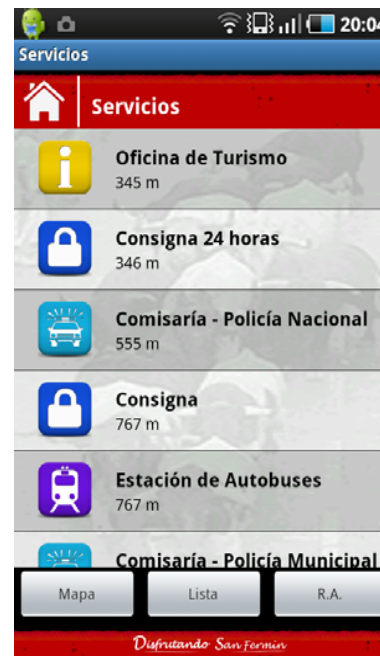 20:04
Servicios
Servicios
Oficina de Turismo
345 m
Consigna 24 horas
346 m
Comisaría - Policía Nacional
555 m
Consigna
767 m
Estación de Autobuses
767 m
Comisaría - Policía Municipal
Mapa Lista R.A.
Disfrutando San Fermin